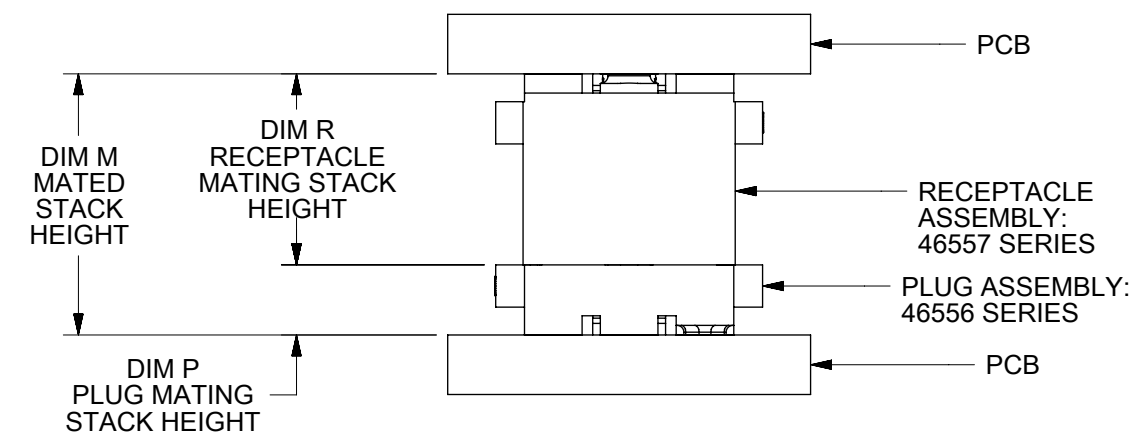 PCB
DIM M
MATED
STACK
HEIGHT
DIM R
RECEPTACLE
MATING STACK
HEIGHT
RECEPTACLE
ASSEMBLY:
46557 SERIES
PLUG ASSEMBLY:
46556 SERIES
PCB
DIM P
PLUG MATING
STACK HEIGHT